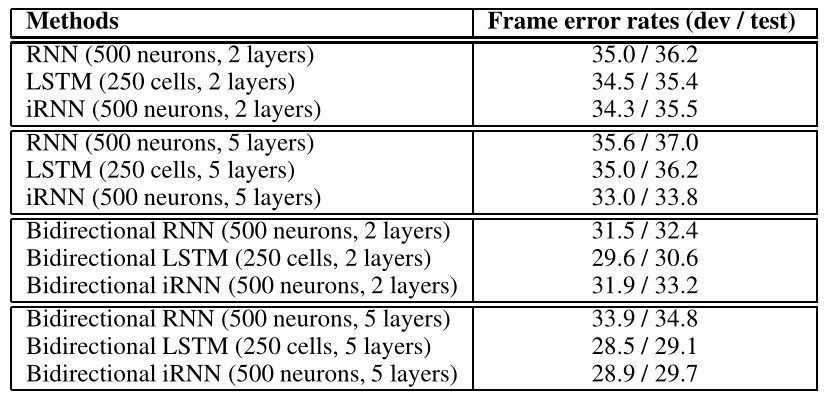 Methods Frame error rates (dev / test)
RNN (500 neurons, 2 layers) 35.0 / 36.2
LSTM (250 cells, 2 layers) 34.5 / 35.4
iRNN (500 neurons, 2 layers) 34.3 / 35.5
RNN (500 neurons, 5 layers) 35.6 / 37.0
LSTM (250 cells, 5 layers) 35.0 / 36.2
iRNN (500 neurons, 5 layers) 33.0 / 33.8
Bidirectional RNN (500 neurons, 2 layers) 31.5 / 32.4
Bidirectional LSTM (250 cells, 2 layers) 29.6 / 30.6
Bidirectional iRNN (500 neurons, 2 layers) 31.9 / 33.2
Bidirectional RNN (500 neurons, 5 layers) 33.9 / 34.8
Bidirectional LSTM (250 cells, 5 layers) 28.5 / 29.1
Bidirectional iRNN (500 neurons, 5 layers) 28.9 / 29.7